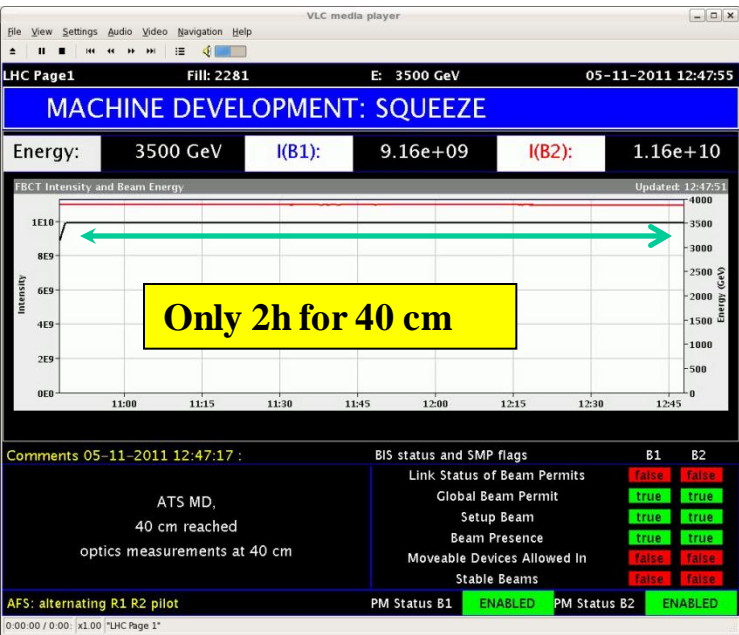 VLC media player
File View Settings Audio Video Navigation Help
LHC Page1 Fill: 2281 E: 3500 GeV 05-11-2011 12:47:55
MACHINE DEVELOPMENT: SQUEEZE
Energy: 3500 GeV I(B1): 9.16e+09 I(B2): 1.16e+10
FBCT Intensity and Beam Energy Updated: 12:47:51
1E10
8E9
6E9
4E9
2E9
0E0
Intensity
4000
3500
3000
2500
2000
1500
1000
500
0
Energy (GeV)
Only 2h for 40 cm
11:00 11:15 11:30 11:45 12:00 12:15 12:30 12:45
Comments 05-11-2011 12:47:17 :
ATS MD,
40 cm reached
optics measurements at 40 cm
BIS status and SMP flags B1 B2
Link Status of Beam Permits false false
Global Beam Permit true true
Setup Beam true true
Beam Presence true true
Moveable Devices Allowed In false false
Stable Beams false false
AFS: alternating R1 R2 pilot PM Status B1 ENABLED PM Status B2 ENABLED
0:00:00 / 0:00: x1.00 "LHC Page 1"